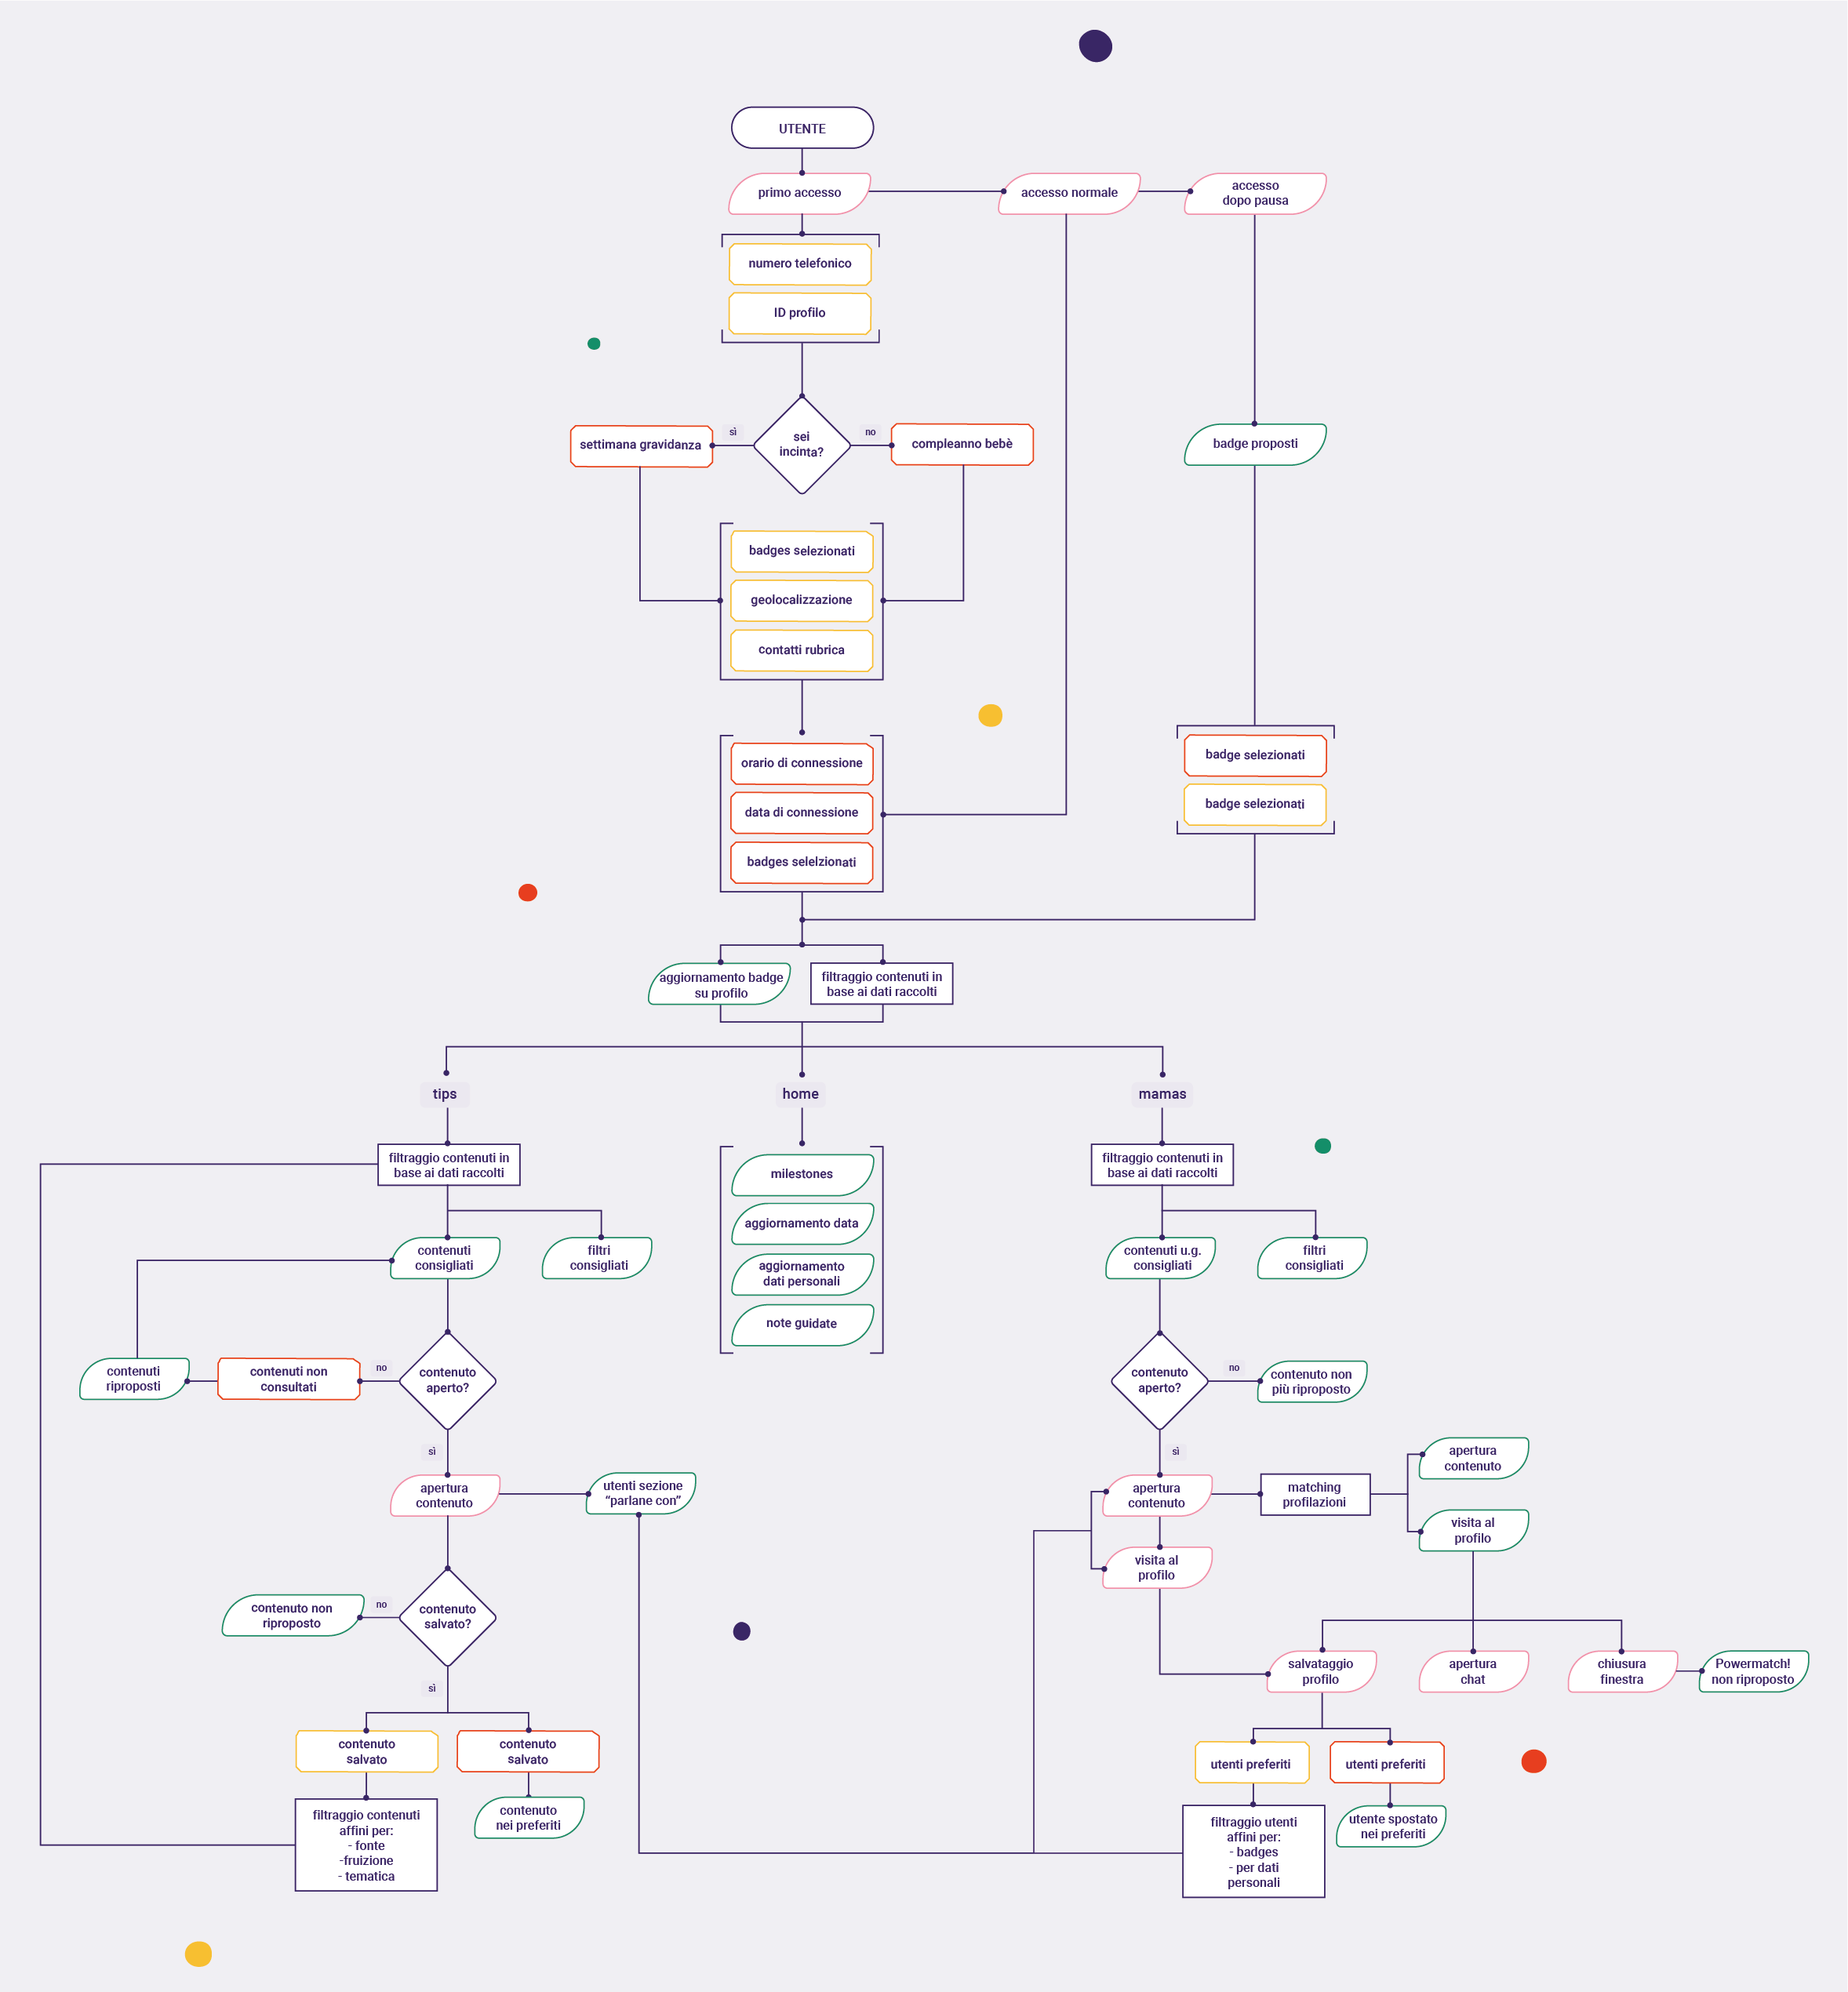 UTENTE
primo accesso
accesso normale
accesso
dopo pausa
numero telefonico
ID profilo
settimana gravidanza
sì
sei
incinta?
no
compleanno bebè
badge proposti
badges selezionati
geolocalizzazione
contatti rubrica
orario di connessione
data di connessione
badges selelzionati
badge selezionati
badge selezionati
aggiornamento badge
su profilo
filtraggio contenuti in
base ai dati raccolti
tips
home
mamas
filtraggio contenuti in
base ai dati raccolti
contenuti
consigliati
filtri
consigliati
milestones
aggiornamento data
aggiornamento
dati personali
note guidate
filtraggio contenuti in
base ai dati raccolti
contenuti u.g.
consigliati
filtri
consigliati
contenuti
riproposti
contenuti non
consultati
no
contenuto
aperto?
sì
apertura
contenuto
utenti sezione
“parlane con”
contenuto non
riproposto
no
contenuto
salvato?
sì
contenuto
salvato
contenuto
salvato
filtraggio contenuti
affini per:
- fonte
-fruizione
- tematica
contenuto
nei preferiti
contenuto
aperto?
no
contenuto non
più riproposto
sì
apertura
contenuto
matching
profilazioni
apertura
contenuto
visita al
profilo
visita al
profilo
salvataggio
profilo
apertura
chat
chiusura
finestra
Powermatch!
non riproposto
utenti preferiti
utenti preferiti
filtraggio utenti
affini per:
- badges
- per dati
personali
utente spostato
nei preferiti